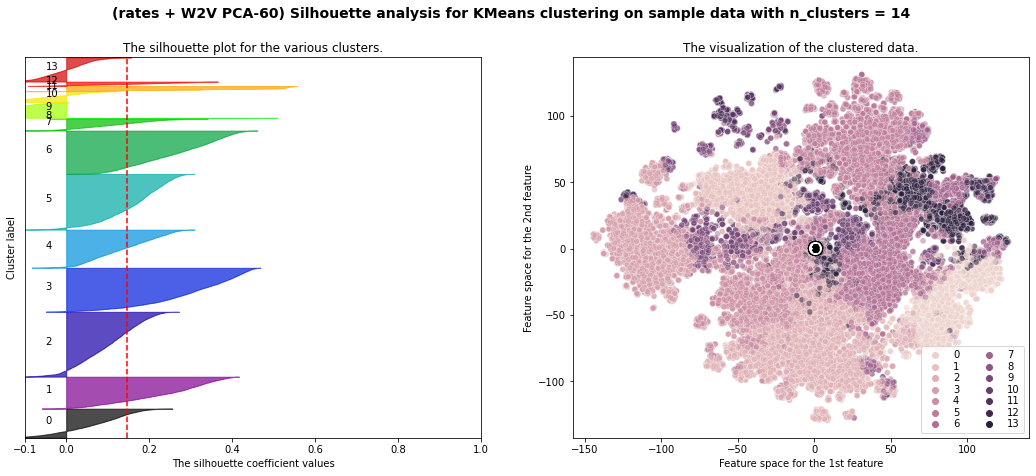 (rates + W2V PCA-60) Silhouette analysis for KMeans clustering on sample data with n_clusters = 14
The silhouette plot for the various clusters.
13
12
11
10
9
8
7
6
5
4
3
2
1
0
Cluster label
−0.1 0.0 0.2 0.4 0.6 0.8 1.0
The silhouette coefficient values
The visualization of the clustered data.
100
50
0
−50
−100
Feature space for the 2nd feature
−150 −100 −50 0 50 100
Feature space for the 1st feature
0 7
1 8
2 9
3 10
4 11
5 12
6 13